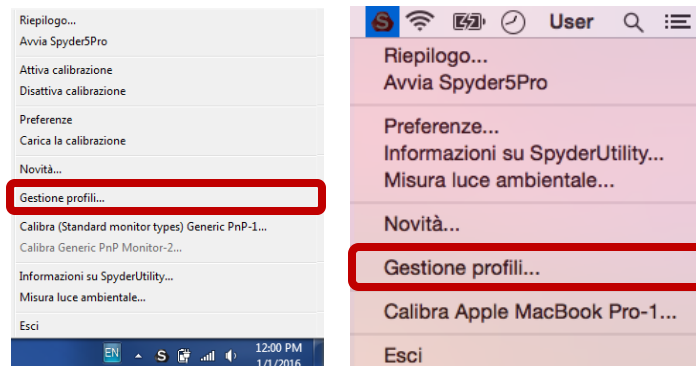 Riepilogo...
Avvia Spyder5Pro
Attiva calibrazione
Disattiva calibrazione
Preferenze
Carica la calibrazione
Novità...
Gestione profili...
Calibra (Standard monitor types) Generic PnP-1...
Calibra Generic PnP Monitor-2...
Informazioni su SpyderUtility...
Misura luce ambientale...
Esci
EN S 12:00 PM
1/1/2016
S User
Riepilogo...
Avvia Spyder5Pro
Preferenze...
Informazioni su SpyderUtility...
Misura luce ambientale...
Novità...
Gestione profili...
Calibra Apple MacBook Pro-1...
Esci